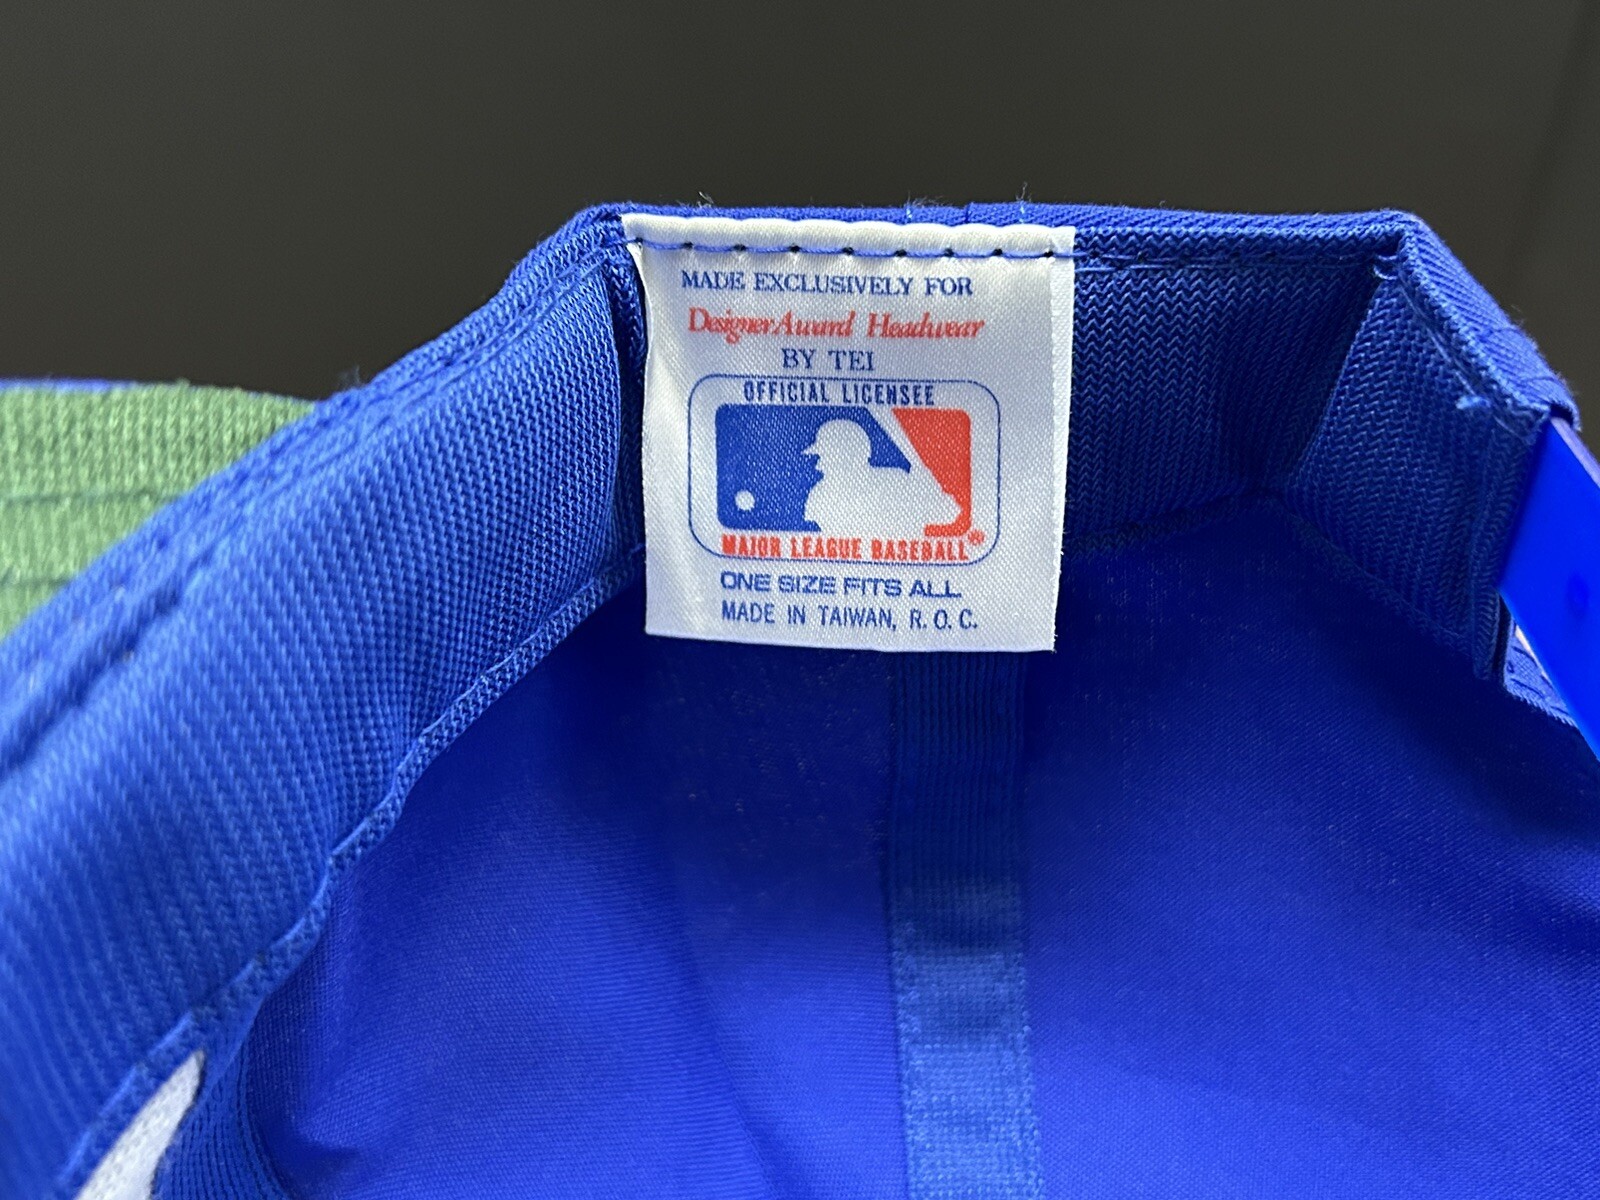 MADE EXCLUSIVELY FOR
DesignerAward Headwear
BY TEI
OFFICIAL LICENSEE
MAJOR LEAGUE BASEBALL®
ONE SIZE FITS ALL
MADE IN TAIWAN, R.O.C.